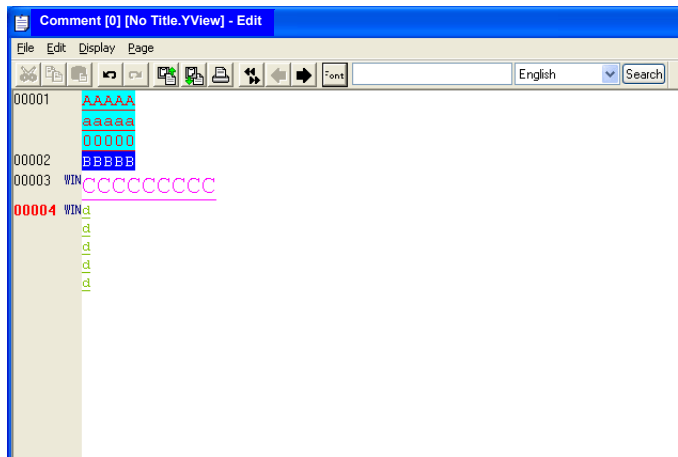 Comment [0] [No Title.YView] - Edit
File Edit Display Page
Font English Search
00001 AAAAA
aaaaa
00000
00002 BBBBB
00003 WIN CCCCCCCCC
00004 WIN d
d
d
d
d